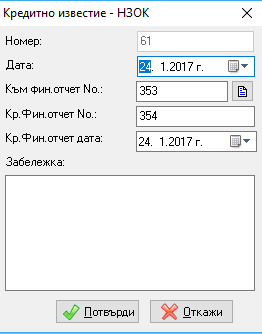 Кредитно известие - НЗОК
Номер: 61
Дата: 24. 1.2017 г.
Към фин.отчет No.: 353
Кр.Фин.отчет No.: 354
Кр.Фин.отчет дата: 24. 1.2017 г.
Забележка:
Потвърди Откажи